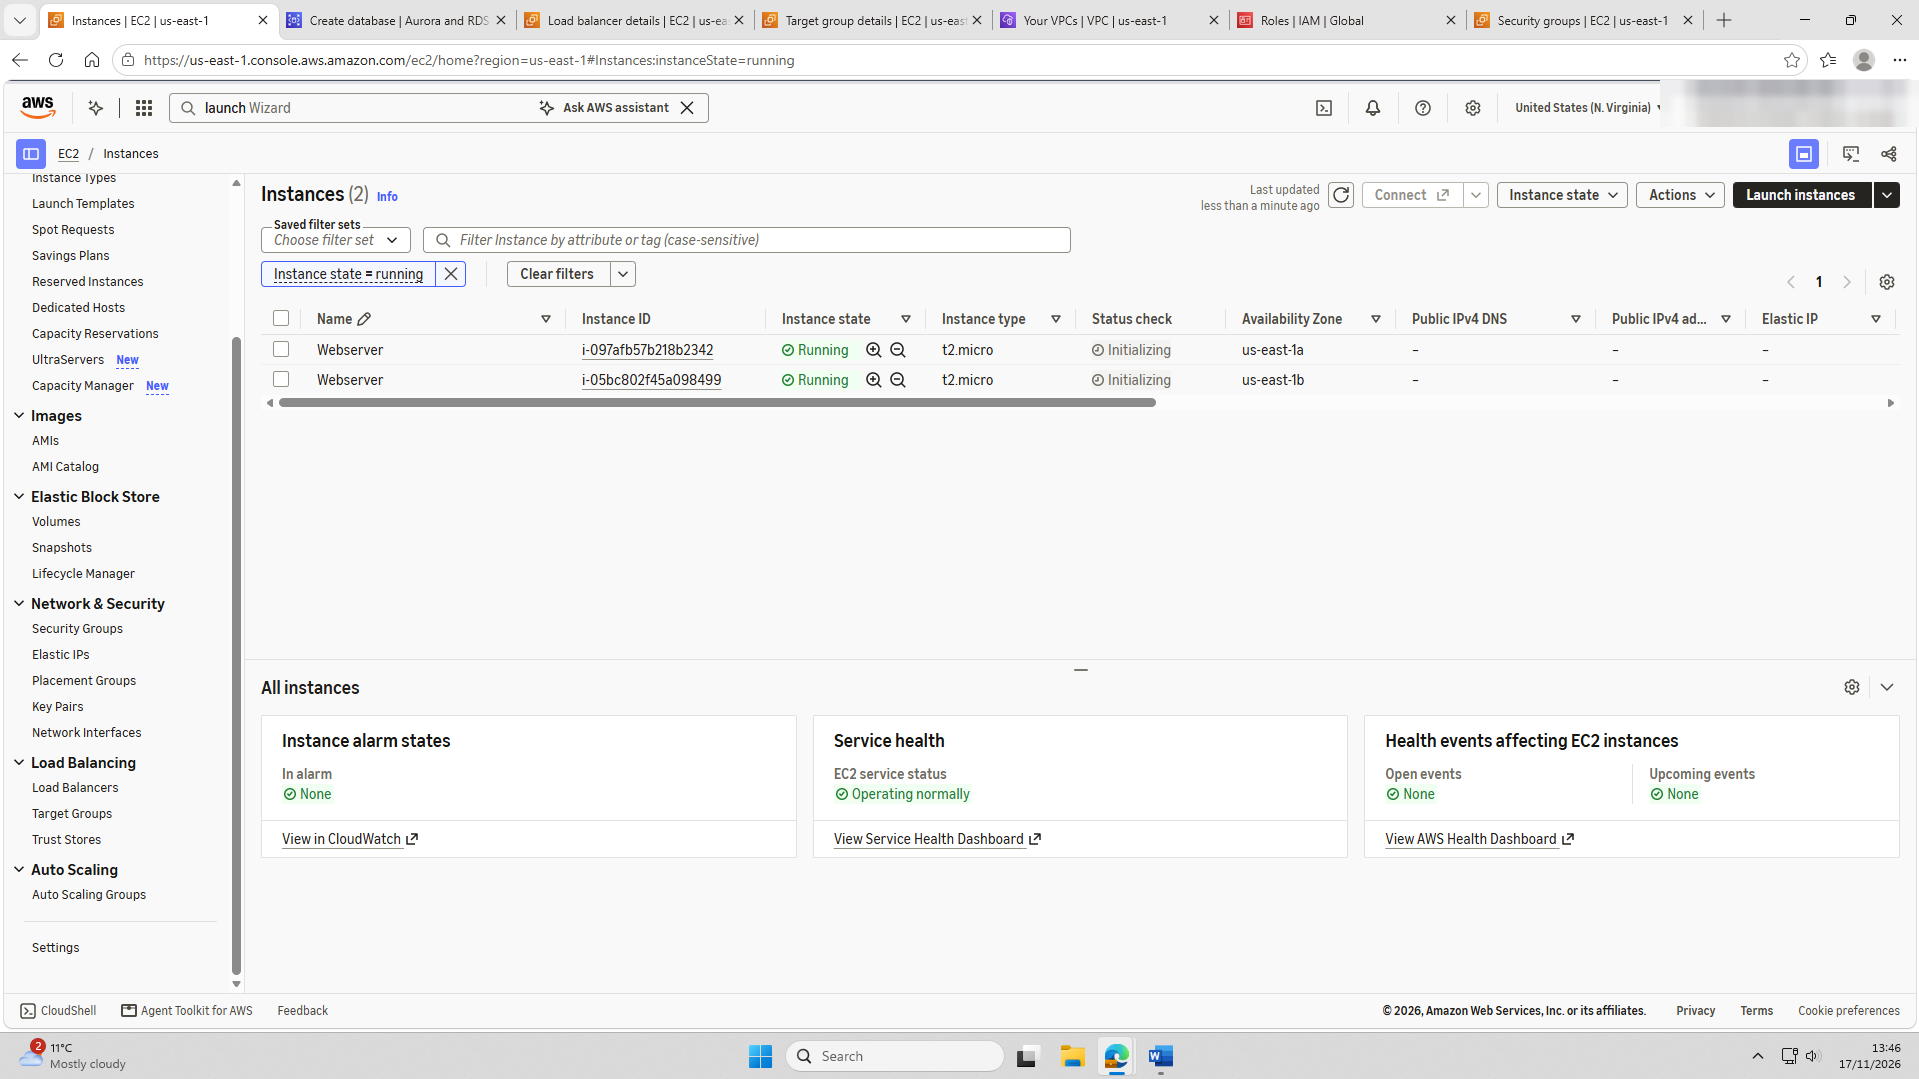 Instances | EC2 | us-east-1
Create database | Aurora and RDS
Load balancer details | EC2 | us-eas
Target group details | EC2 | us-east
Your VPCs | VPC | us-east-1
Roles | IAM | Global
Security groups | EC2 | us-east-1
https://us-east-1.console.aws.amazon.com/ec2/home?region=us-east-1#Instances:instanceState=running
aws
launch Wizard
Ask AWS assistant
United States (N. Virginia)
EC2 / Instances
Instance Types
Launch Templates
Spot Requests
Savings Plans
Reserved Instances
Dedicated Hosts
Capacity Reservations
UltraServers New
Capacity Manager New
Images
AMIs
AMI Catalog
Elastic Block Store
Volumes
Snapshots
Lifecycle Manager
Network & Security
Security Groups
Elastic IPs
Placement Groups
Key Pairs
Network Interfaces
Load Balancing
Load Balancers
Target Groups
Trust Stores
Auto Scaling
Auto Scaling Groups
Settings
Instances (2) Info
Last updated
less than a minute ago
Connect
Instance state
Actions
Launch instances
Saved filter sets
Choose filter set
Filter Instance by attribute or tag (case-sensitive)
Instance state = running
Clear filters
1
Name Instance ID Instance state Instance type Status check Availability Zone Public IPv4 DNS Public IPv4 ad... Elastic IP
Webserver i-097afb57b218b2342 Running t2.micro Initializing us-east-1a – – –
Webserver i-05bc802f45a098499 Running t2.micro Initializing us-east-1b – – –
All instances
Instance alarm states
In alarm
None
View in CloudWatch
Service health
EC2 service status
Operating normally
View Service Health Dashboard
Health events affecting EC2 instances
Open events
None
Upcoming events
None
View AWS Health Dashboard
CloudShell
Agent Toolkit for AWS
Feedback
© 2026, Amazon Web Services, Inc. or its affiliates.
Privacy
Terms
Cookie preferences
2
11°C
Mostly cloudy
Search
13:46
17/11/2026